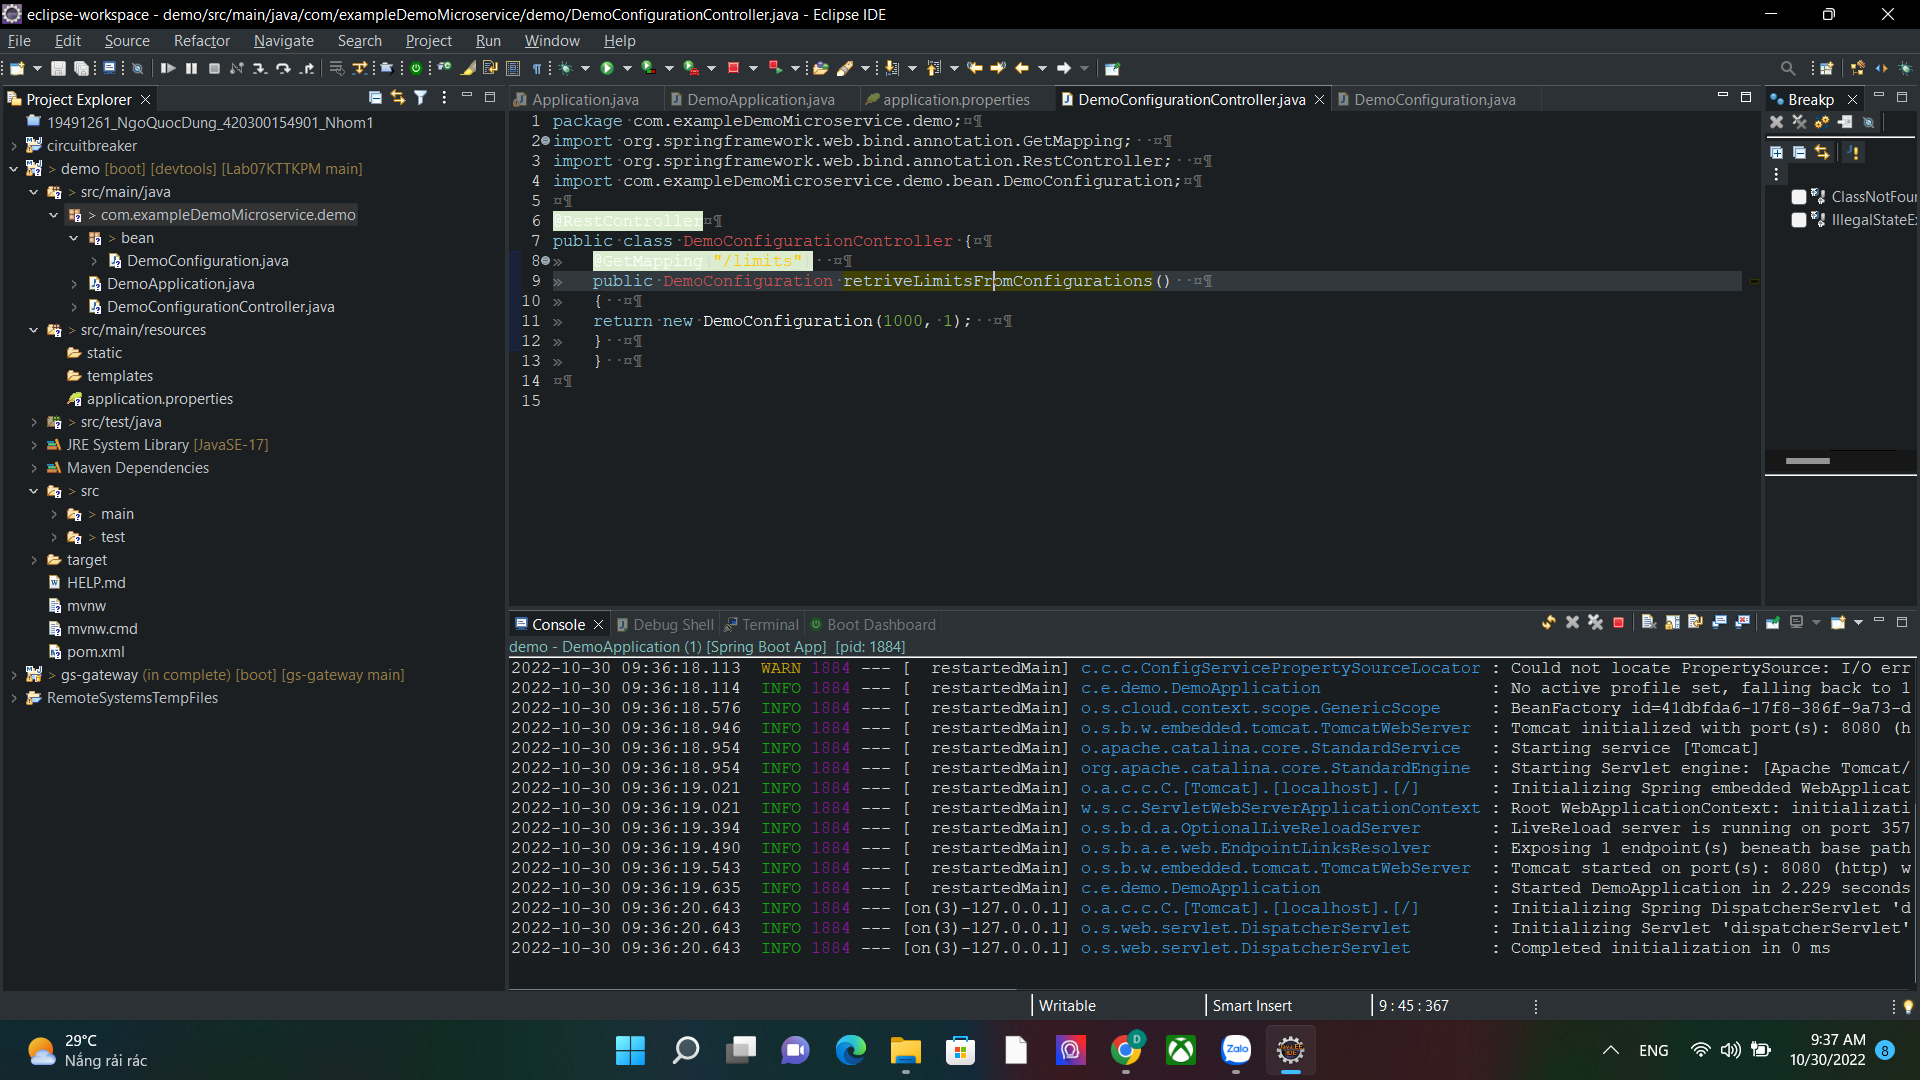 eclipse-workspace - demo/src/main/java/com/exampleDemoMicroservice/demo/DemoConfigurationController.java - Eclipse IDE
File Edit Source Refactor Navigate Search Project Run Window Help
Project Explorer
19491261_NgoQuocDung_420300154901_Nhom1
circuitbreaker
> demo [boot] [devtools] [Lab07KTTKPM main]
> src/main/java
> com.exampleDemoMicroservice.demo
> bean
DemoConfiguration.java
DemoApplication.java
DemoConfigurationController.java
> src/main/resources
static
templates
application.properties
> src/test/java
JRE System Library [JavaSE-17]
Maven Dependencies
> src
> main
> test
target
HELP.md
mvnw
mvnw.cmd
pom.xml
> gs-gateway (in complete) [boot] [gs-gateway main]
RemoteSystemsTempFiles
Application.java DemoApplication.java application.properties DemoConfigurationController.java DemoConfiguration.java
1 package·com.exampleDemoMicroservice.demo;¤¶
2 import·org.springframework.web.bind.annotation.GetMapping;··¤¶
3 import·org.springframework.web.bind.annotation.RestController;··¤¶
4 import·com.exampleDemoMicroservice.demo.bean.DemoConfiguration;¤¶
5 ¤¶
6 @RestController¤¶
7 public·class·DemoConfigurationController·{¤¶
8 » @GetMapping("/limits")··¤¶
9 » public·DemoConfiguration·retriveLimitsFromConfigurations()··¤¶
10 » {··¤¶
11 » return·new·DemoConfiguration(1000,·1);··¤¶
12 » }··¤¶
13 » }··¤¶
14 ¤¶
15
Breakp
ClassNotFour
IllegalStateE
Console Debug Shell Terminal Boot Dashboard
demo - DemoApplication (1) [Spring Boot App] [pid: 1884]
2022-10-30 09:36:18.113 WARN 1884 --- [ restartedMain] c.c.c.ConfigServicePropertySourceLocator : Could not locate PropertySource: I/O err
2022-10-30 09:36:18.114 INFO 1884 --- [ restartedMain] c.e.demo.DemoApplication : No active profile set, falling back to 1
2022-10-30 09:36:18.576 INFO 1884 --- [ restartedMain] o.s.cloud.context.scope.GenericScope : BeanFactory id=41dbfda6-17f8-386f-9a73-d
2022-10-30 09:36:18.946 INFO 1884 --- [ restartedMain] o.s.b.w.embedded.tomcat.TomcatWebServer : Tomcat initialized with port(s): 8080 (h
2022-10-30 09:36:18.954 INFO 1884 --- [ restartedMain] o.apache.catalina.core.StandardService : Starting service [Tomcat]
2022-10-30 09:36:18.954 INFO 1884 --- [ restartedMain] org.apache.catalina.core.StandardEngine : Starting Servlet engine: [Apache Tomcat/
2022-10-30 09:36:19.021 INFO 1884 --- [ restartedMain] o.a.c.c.C.[Tomcat].[localhost].[/] : Initializing Spring embedded WebApplicat
2022-10-30 09:36:19.021 INFO 1884 --- [ restartedMain] w.s.c.ServletWebServerApplicationContext : Root WebApplicationContext: initializati
2022-10-30 09:36:19.394 INFO 1884 --- [ restartedMain] o.s.b.d.a.OptionalLiveReloadServer : LiveReload server is running on port 357
2022-10-30 09:36:19.490 INFO 1884 --- [ restartedMain] o.s.b.a.e.web.EndpointLinksResolver : Exposing 1 endpoint(s) beneath base path
2022-10-30 09:36:19.543 INFO 1884 --- [ restartedMain] o.s.b.w.embedded.tomcat.TomcatWebServer : Tomcat started on port(s): 8080 (http) w
2022-10-30 09:36:19.635 INFO 1884 --- [ restartedMain] c.e.demo.DemoApplication : Started DemoApplication in 2.229 seconds
2022-10-30 09:36:20.643 INFO 1884 --- [on(3)-127.0.0.1] o.a.c.c.C.[Tomcat].[localhost].[/] : Initializing Spring DispatcherServlet 'd
2022-10-30 09:36:20.643 INFO 1884 --- [on(3)-127.0.0.1] o.s.web.servlet.DispatcherServlet : Initializing Servlet 'dispatcherServlet'
2022-10-30 09:36:20.643 INFO 1884 --- [on(3)-127.0.0.1] o.s.web.servlet.DispatcherServlet : Completed initialization in 0 ms
Writable Smart Insert 9 : 45 : 367
29°C
Nắng rải rác
D
Zalo
ENG
9:37 AM
10/30/2022
8